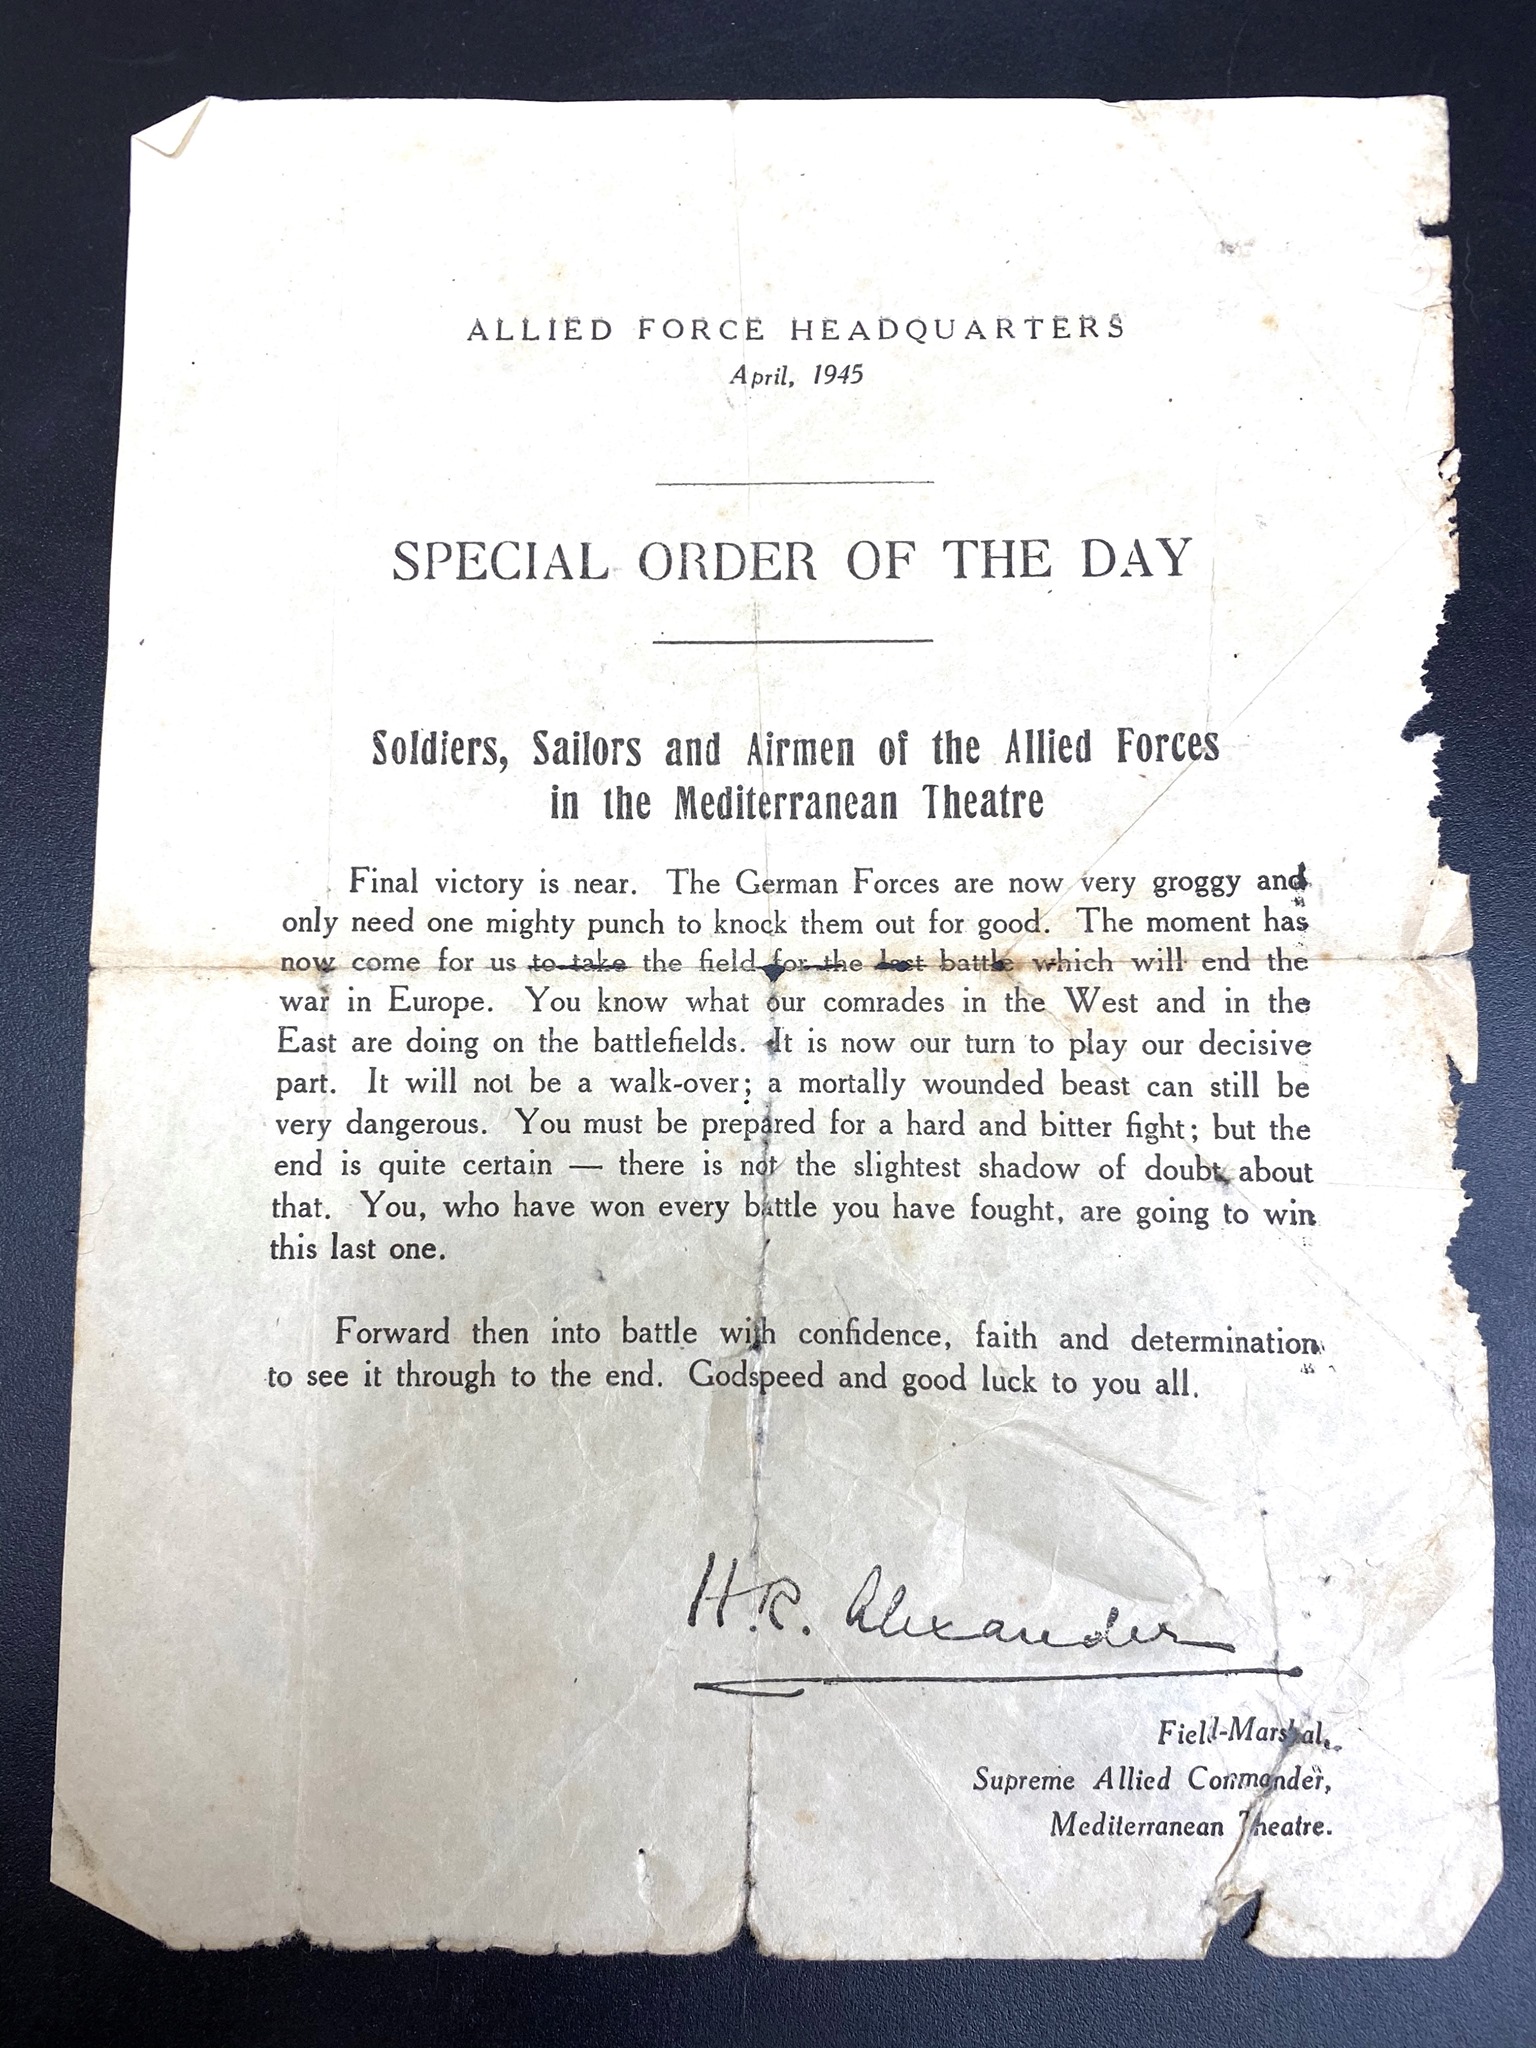 ALLIED FORCE HEADQUARTERS
April, 1945
SPECIAL ORDER OF THE DAY
Soldiers, Sailors and Airmen of the Allied Forces
in the Mediterranean Theatre
Final victory is near. The German Forces are now very groggy and
only need one mighty punch to knock them out for good. The moment has
now come for us to take the field for the last battle which will end the
war in Europe. You know what our comrades in the West and in the
East are doing on the battlefields. It is now our turn to play our decisive
part. It will not be a walk-over; a mortally wounded beast can still be
very dangerous. You must be prepared for a hard and bitter fight; but the
end is quite certain — there is not the slightest shadow of doubt about
that. You, who have won every battle you have fought, are going to win
this last one.
Forward then into battle with confidence, faith and determination
to see it through to the end. Godspeed and good luck to you all.
H.R. Alexander
Field-Marshal,
Supreme Allied Commander,
Mediterranean Theatre.